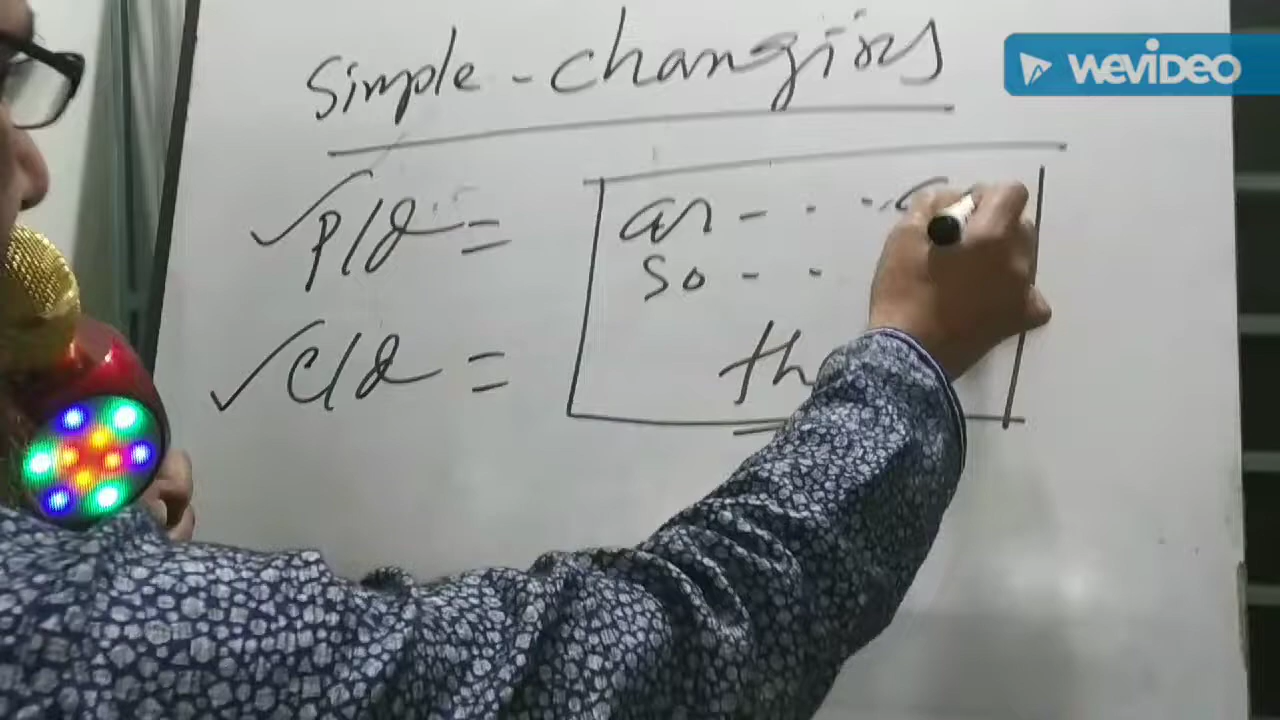 Simple - changing
WEVIDEO
✓ P/d =
as - . . .
so - -
✓ C/d =
th